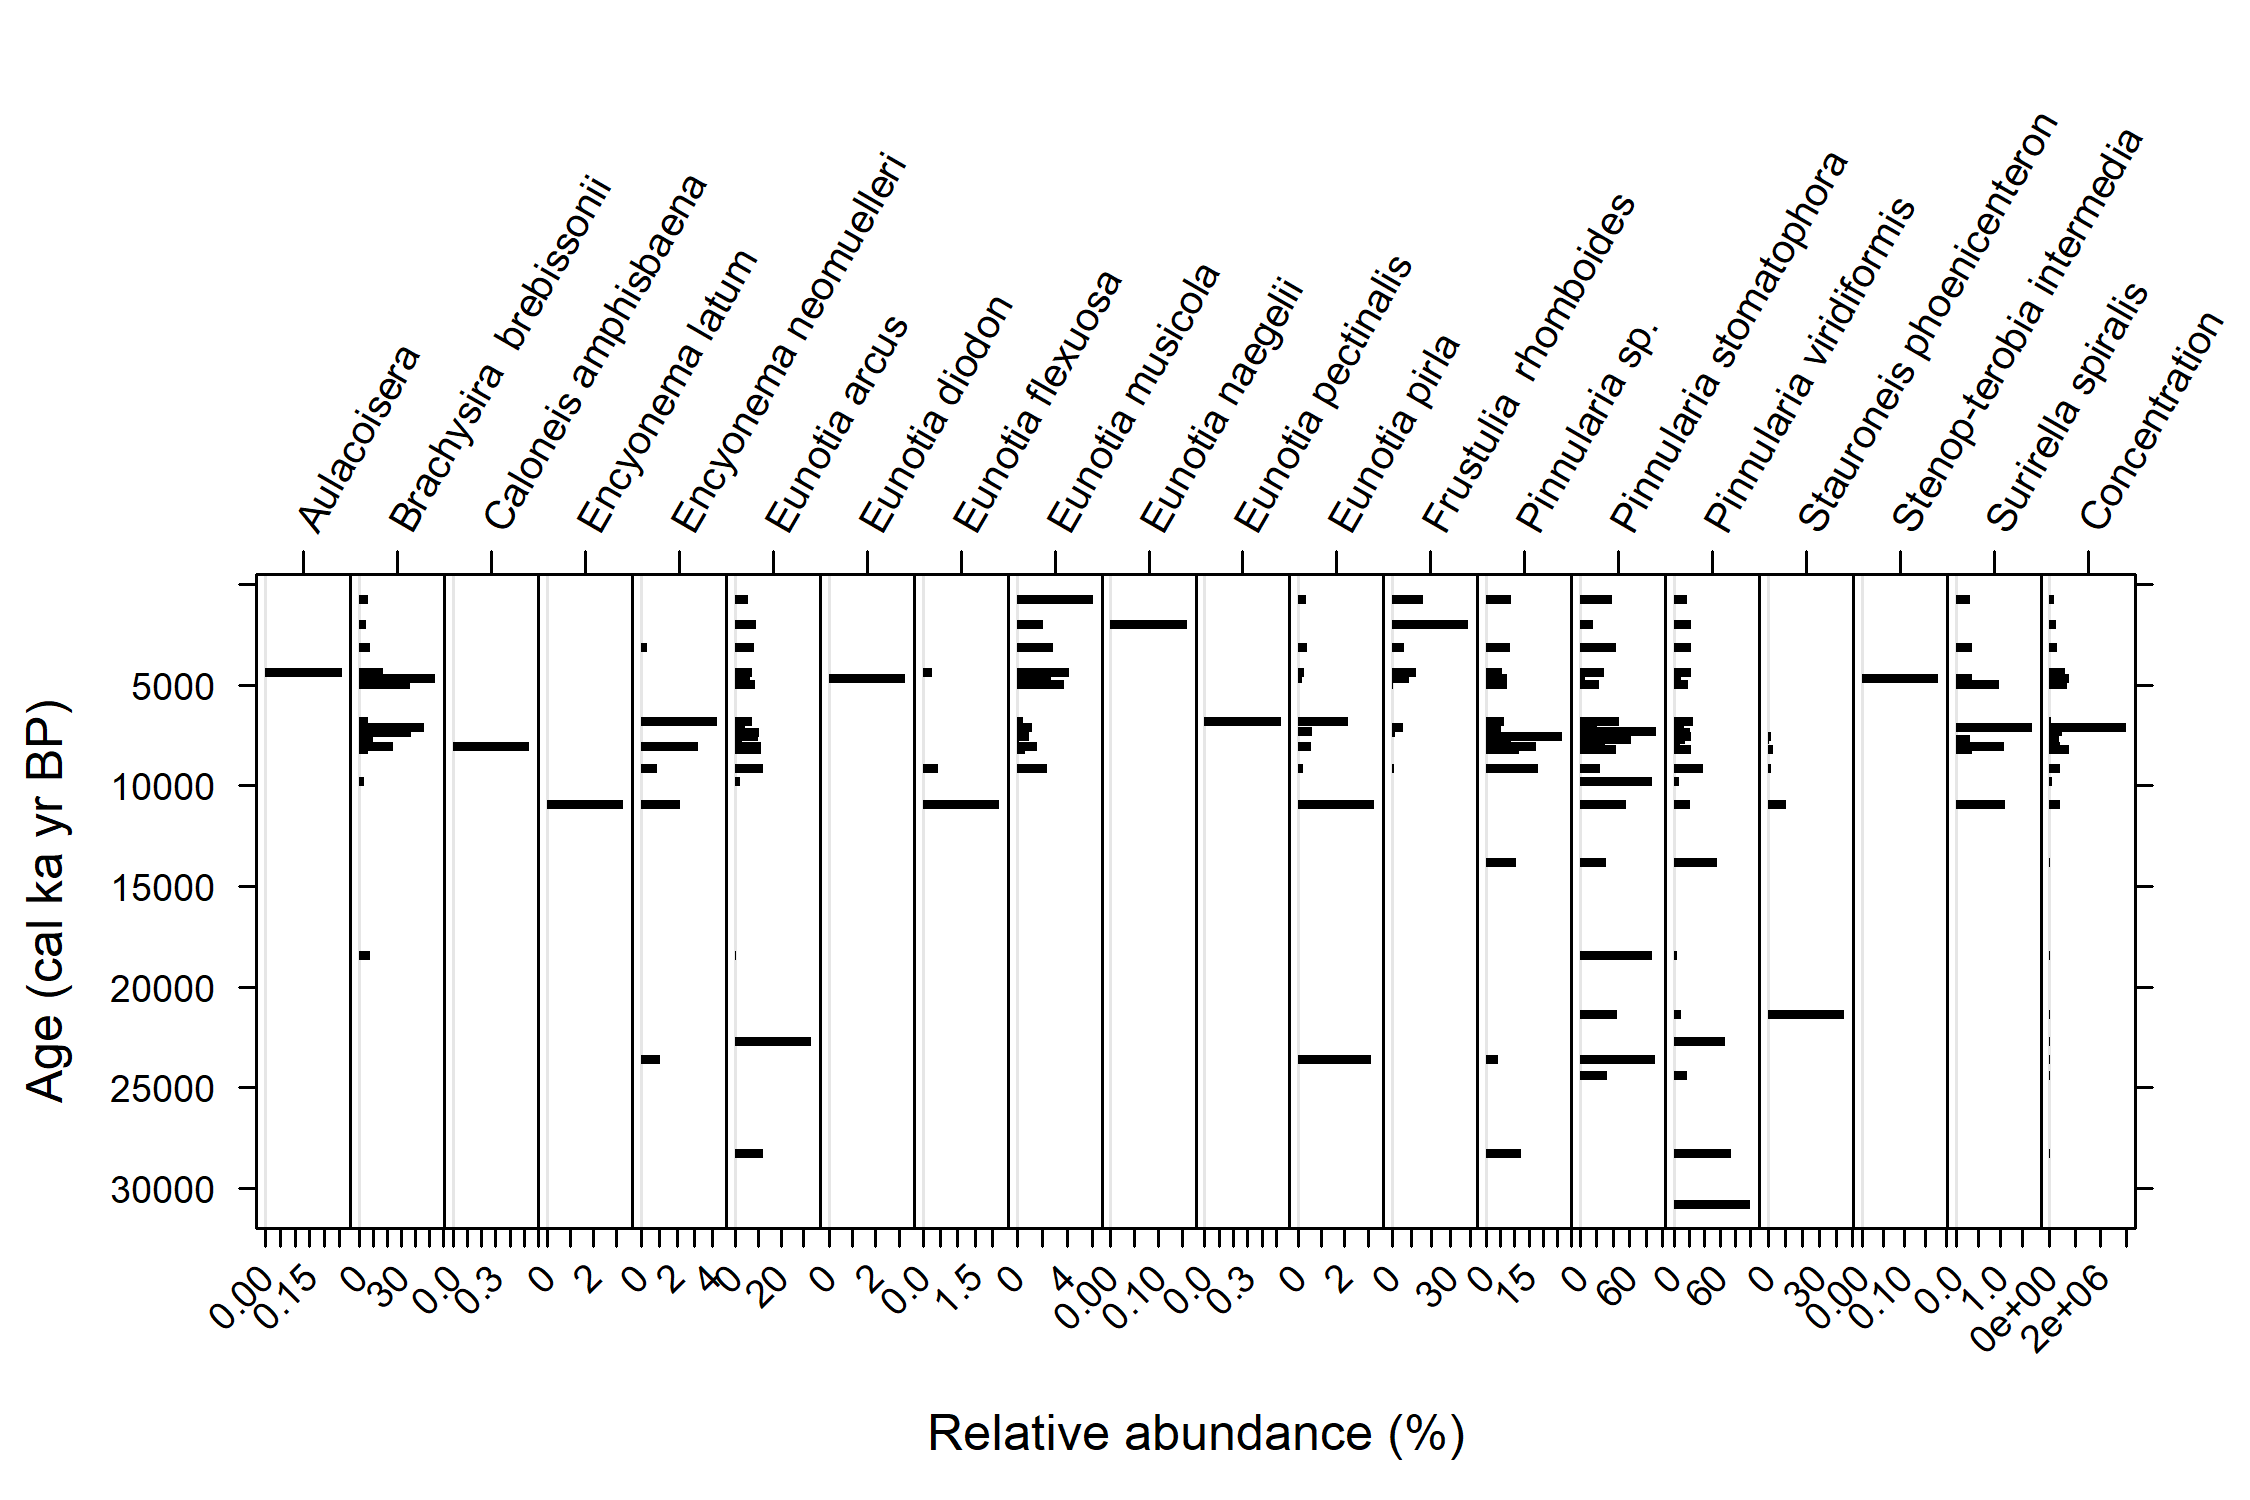 Aulacoisera
Brachysira  brebissonii
Caloneis amphisbaena
Encyonema latum
Encyonema neomuelleri
Eunotia arcus
Eunotia diodon
Eunotia flexuosa
Eunotia musicola
Eunotia naegelii
Eunotia pectinalis
Eunotia pirla
Frustulia  rhomboides
Pinnularia sp.
Pinnularia stomatophora
Pinnularia viridiformis
Stauroneis phoenicenteron
Stenop-terobia intermedia
Surirella spiralis
Concentration
Age (cal ka yr BP)
5000
10000
15000
20000
25000
30000
0.00 0.15
0 30
0.0 0.3
0 2
0 2 4
0 20
0 2
0.0 1.5
0 4
0.00 0.10
0.0 0.3
0 2
0 30
0 15
0 60
0 60
0 30
0.00 0.10
0.0 1.0
0e+00 2e+06
Relative abundance (%)